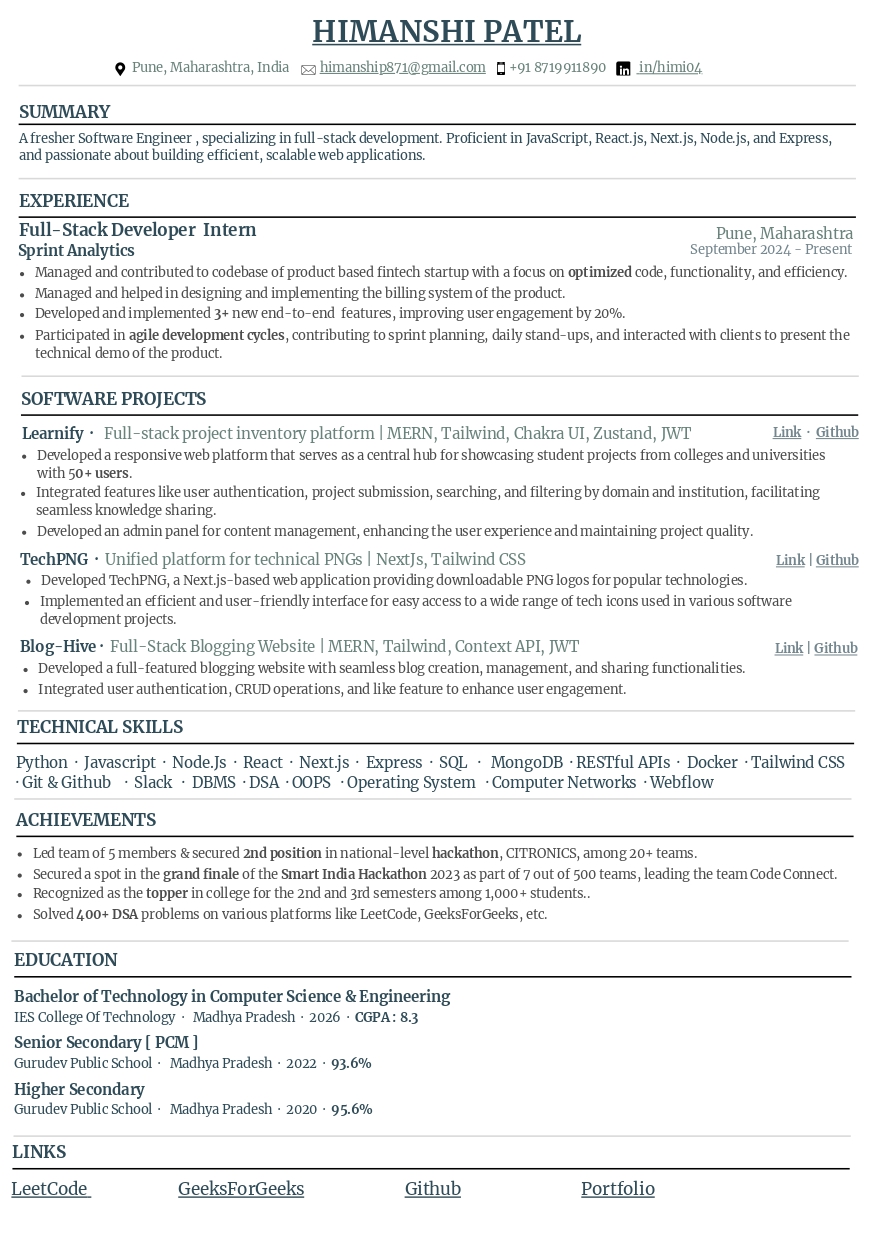 HIMANSHI PATEL
Pune, Maharashtra, India himanship871@gmail.com +91 8719911890 in/himi04
SUMMARY
A fresher Software Engineer , specializing in full-stack development. Proficient in JavaScript, React.js, Next.js, Node.js, and Express,
and passionate about building efficient, scalable web applications.
EXPERIENCE
Full-Stack Developer Intern
Pune, Maharashtra
Sprint Analytics
September 2024 - Present
• Managed and contributed to codebase of product based fintech startup with a focus on optimized code, functionality, and efficiency.
• Managed and helped in designing and implementing the billing system of the product.
• Developed and implemented 3+ new end-to-end features, improving user engagement by 20%.
• Participated in agile development cycles, contributing to sprint planning, daily stand-ups, and interacted with clients to present the
technical demo of the product.
SOFTWARE PROJECTS
Learnify · Full-stack project inventory platform | MERN, Tailwind, Chakra UI, Zustand, JWT Link · Github
• Developed a responsive web platform that serves as a central hub for showcasing student projects from colleges and universities
with 50+ users.
• Integrated features like user authentication, project submission, searching, and filtering by domain and institution, facilitating
seamless knowledge sharing.
• Developed an admin panel for content management, enhancing the user experience and maintaining project quality.
TechPNG · Unified platform for technical PNGs | NextJs, Tailwind CSS Link | Github
• Developed TechPNG, a Next.js-based web application providing downloadable PNG logos for popular technologies.
• Implemented an efficient and user-friendly interface for easy access to a wide range of tech icons used in various software
development projects.
Blog-Hive · Full-Stack Blogging Website | MERN, Tailwind, Context API, JWT Link | Github
• Developed a full-featured blogging website with seamless blog creation, management, and sharing functionalities.
• Integrated user authentication, CRUD operations, and like feature to enhance user engagement.
TECHNICAL SKILLS
Python · Javascript · Node.Js · React · Next.js · Express · SQL · MongoDB · RESTful APIs · Docker · Tailwind CSS
· Git & Github · Slack · DBMS · DSA · OOPS · Operating System · Computer Networks · Webflow
ACHIEVEMENTS
• Led team of 5 members & secured 2nd position in national-level hackathon, CITRONICS, among 20+ teams.
• Secured a spot in the grand finale of the Smart India Hackathon 2023 as part of 7 out of 500 teams, leading the team Code Connect.
• Recognized as the topper in college for the 2nd and 3rd semesters among 1,000+ students..
• Solved 400+ DSA problems on various platforms like LeetCode, GeeksForGeeks, etc.
EDUCATION
Bachelor of Technology in Computer Science & Engineering
IES College Of Technology · Madhya Pradesh · 2026 · CGPA : 8.3
Senior Secondary [ PCM ]
Gurudev Public School · Madhya Pradesh · 2022 · 93.6%
Higher Secondary
Gurudev Public School · Madhya Pradesh · 2020 · 95.6%
LINKS
LeetCode GeeksForGeeks Github Portfolio